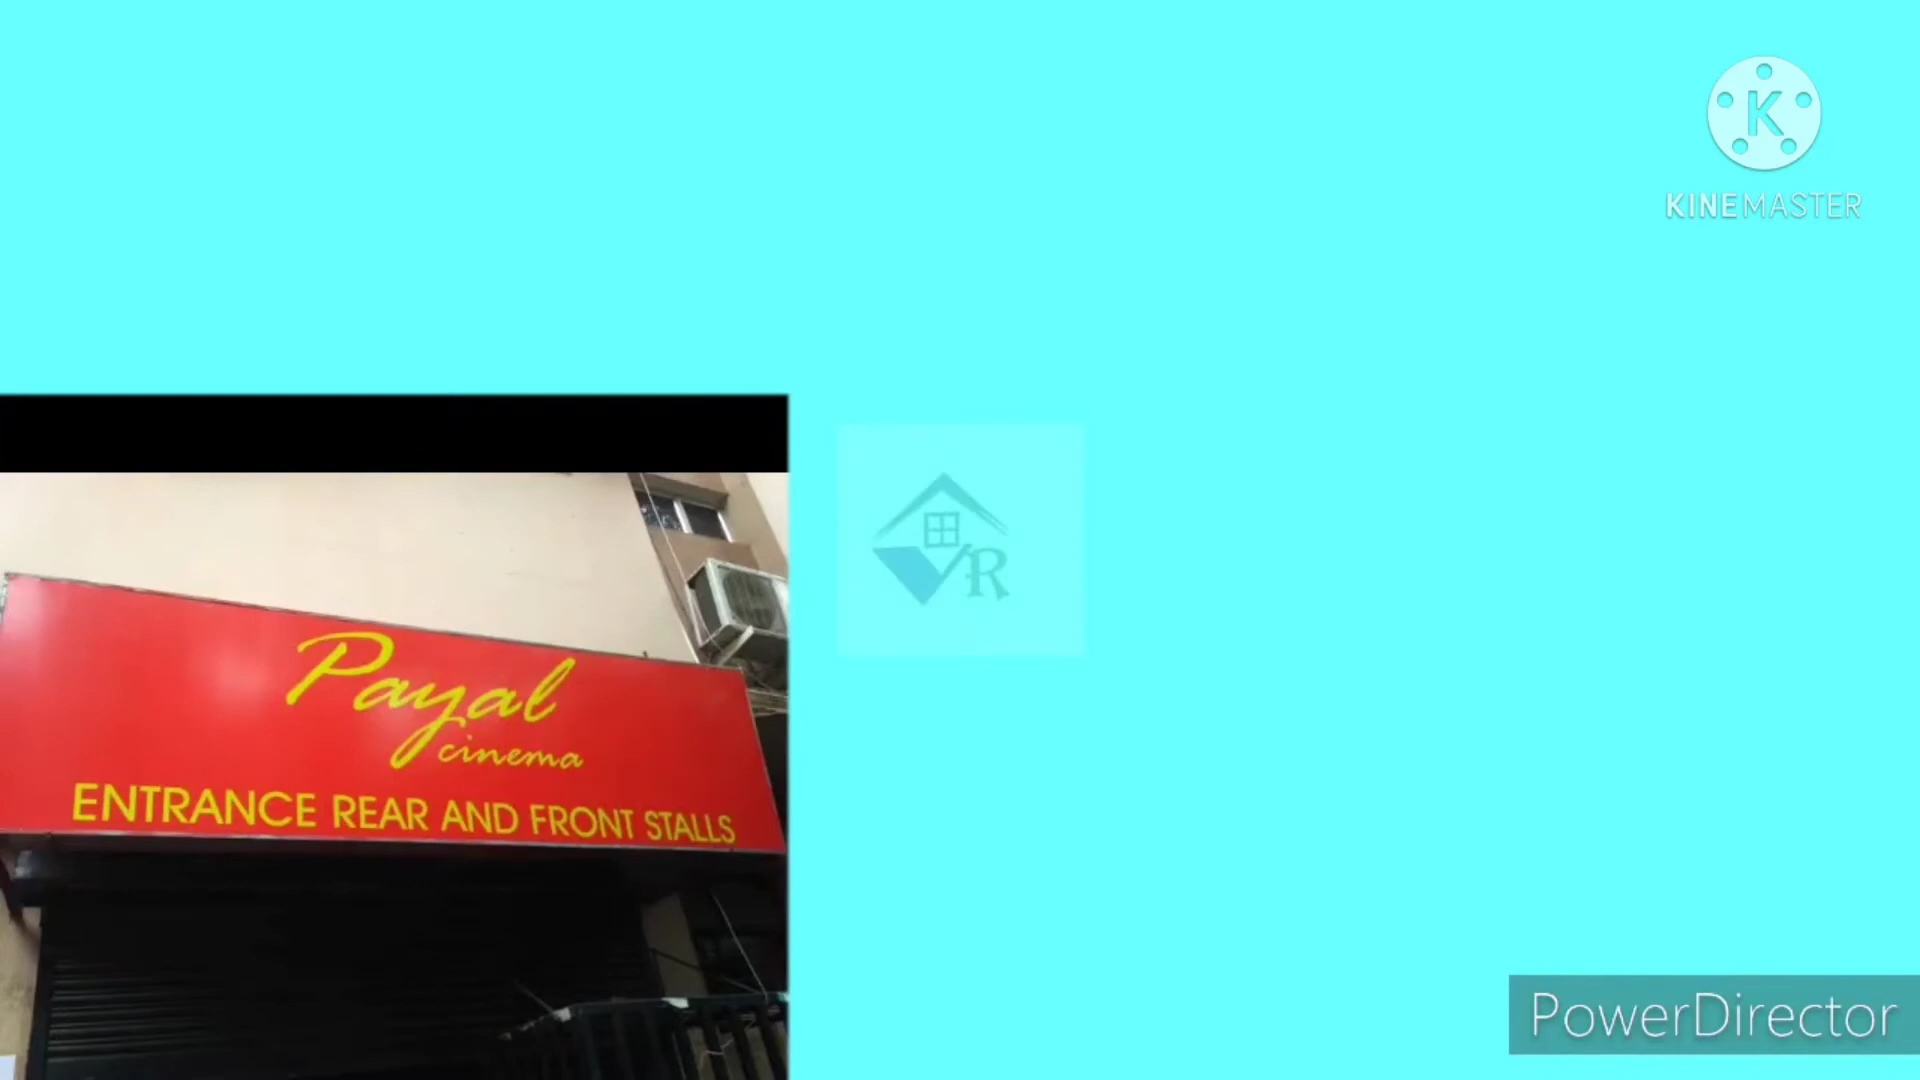 K
KINEMASTER
R
Payal
cinema
ENTRANCE REAR AND FRONT STALLS
PowerDirector